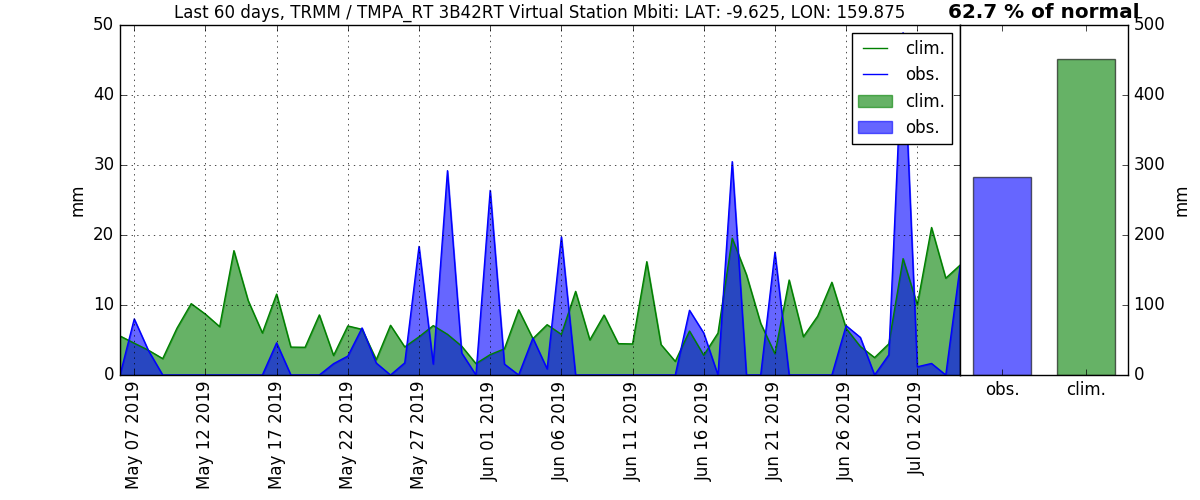 Last 60 days, TRMM / TMPA_RT 3B42RT Virtual Station Mbiti: LAT: -9.625, LON: 159.875
62.7 % of normal
50
40
30
20
10
0
mm
clim.
obs.
clim.
obs.
500
400
300
200
100
0
mm
May 07 2019
May 12 2019
May 17 2019
May 22 2019
May 27 2019
Jun 01 2019
Jun 06 2019
Jun 11 2019
Jun 16 2019
Jun 21 2019
Jun 26 2019
Jul 01 2019
obs.
clim.